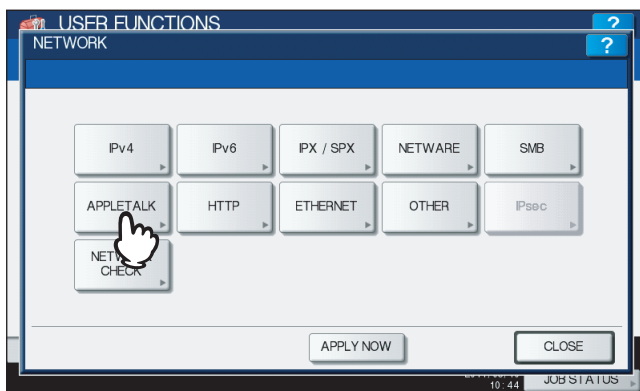 USER FUNCTIONS ?
NETWORK ?
IPv4 IPv6 IPX / SPX NETWARE SMB
APPLETALK HTTP ETHERNET OTHER IPsec
CHECK
APPLY NOW CLOSE
10:44 JOB STATUS